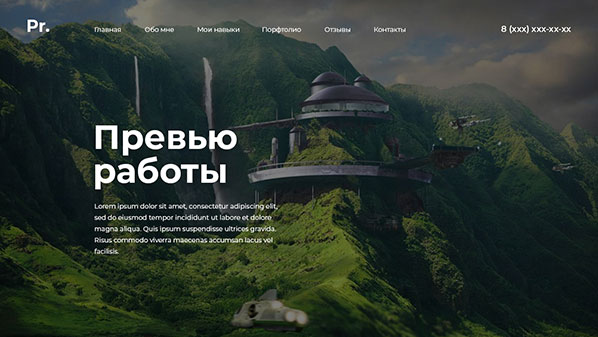 Pr.
Главная Обо мне Мои навыки Порфтолио Отзывы Контакты 8 (xxx) xxx-xx-xx
Превью
работы
Lorem ipsum dolor sit amet, consectetur adipiscing elit,
sed do eiusmod tempor incididunt ut labore et dolore
magna aliqua. Quis ipsum suspendisse ultrices gravida.
Risus commodo viverra maecenas accumsan lacus vel
facilisis.